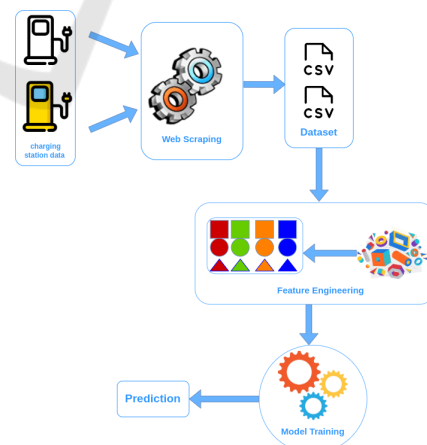 charging
station data
Web Scraping
CSV
CSV
Dataset
Feature Engineering
Model Training
Prediction